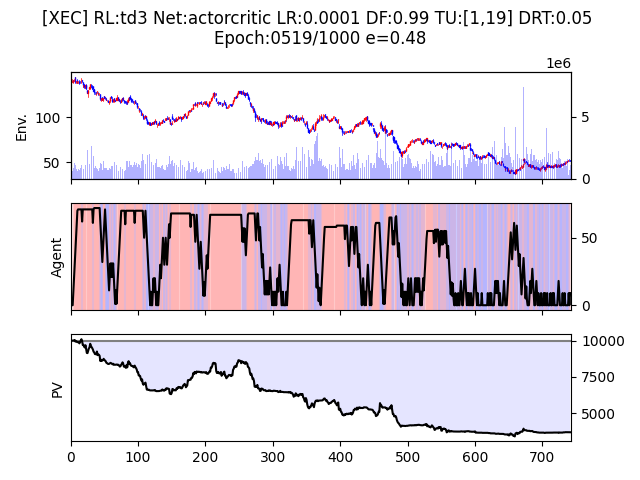 [XEC] RL:td3 Net:actorcritic LR:0.0001 DF:0.99 TU:[1,19] DRT:0.05
Epoch:0519/1000 e=0.48
1e6
Env.
100
50
5
0
Agent
50
0
PV
10000
7500
5000
0 100 200 300 400 500 600 700